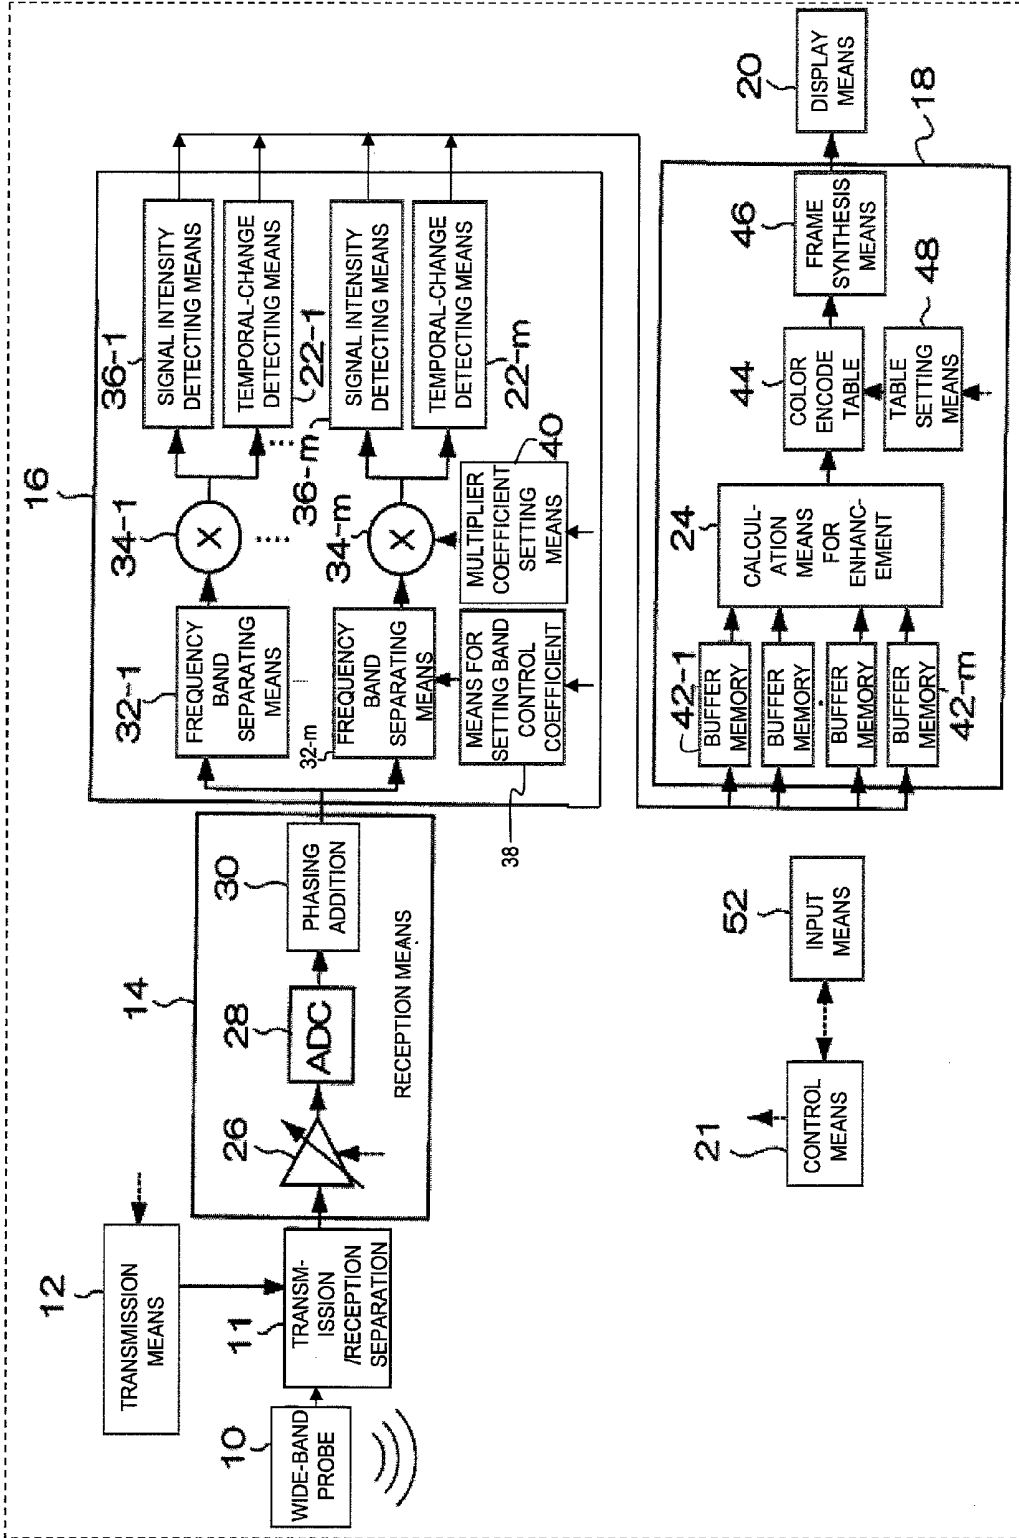 12
TRANSMISSION
MEANS
10
WIDE-BAND
PROBE
11
TRANSM-
ISSION
/RECEPTION
SEPARATION
14
26
28
ADC
30
PHASING
ADDITION
RECEPTION MEANS
16
32-1
FREQUENCY
BAND
SEPARATING
MEANS
34-1
X
36-1
SIGNAL INTENSITY
DETECTING MEANS
TEMPORAL-CHANGE
DETECTING MEANS
22-1
32-m
FREQUENCY
BAND
SEPARATING
MEANS
34-m
X
36-m
SIGNAL INTENSITY
DETECTING MEANS
TEMPORAL-CHANGE
DETECTING MEANS
22-m
38
MEANS FOR
SETTING BAND
CONTROL
COEFFICIENT
MULTIPLIER
COEFFICIENT
SETTING
MEANS
40
21
CONTROL
MEANS
52
INPUT
MEANS
42-1
BUFFER
MEMORY
BUFFER
MEMORY
BUFFER
MEMORY
BUFFER
MEMORY
42-m
24
CALCUL-
ATION
MEANS
FOR
ENHANC-
EMENT
44
COLOR
ENCODE
TABLE
TABLE
SETTING
MEANS
48
46
FRAME
SYNTHESIS
MEANS
18
20
DISPLAY
MEANS